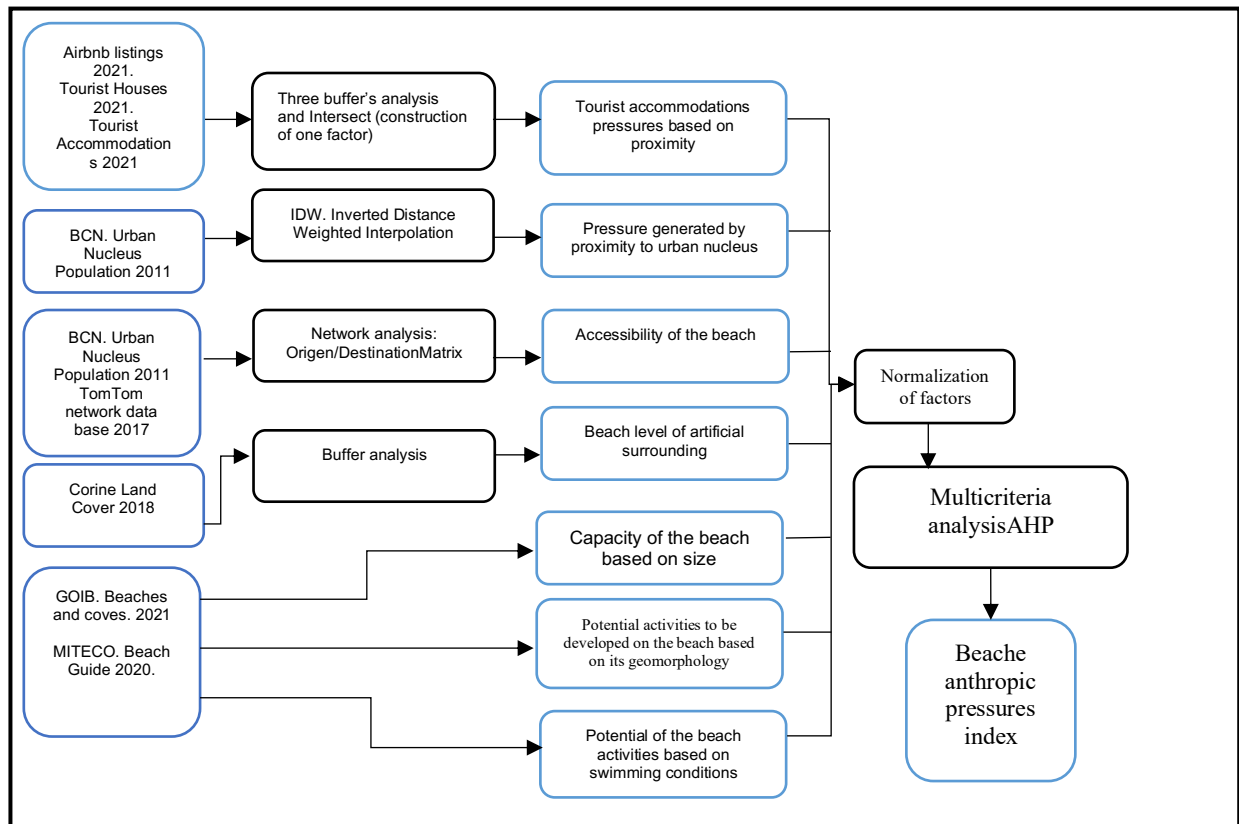 Airbnb listings
2021.
Tourist Houses
2021.
Tourist
Accommodation
s 2021
Three buffer's analysis
and Intersect (construction
of one factor)
Tourist accommodations
pressures based on
proximity
BCN. Urban
Nucleus
Population 2011
IDW. Inverted Distance
Weighted Interpolation
Pressure generated by
proximity to urban nucleus
BCN. Urban
Nucleus
Population 2011
TomTom
network data
base 2017
Network analysis:
Origen/DestinationMatrix
Accessibility of the beach
Normalization
of factors
Corine Land
Cover 2018
Buffer analysis
Beach level of artificial
surrounding
Multicriteria
analysisAHP
GOIB. Beaches
and coves. 2021
MITECO. Beach
Guide 2020.
Capacity of the beach
based on size
Potential activities to be
developed on the beach based
on its geomorphology
Potential of the beach
activities based on
swimming conditions
Beache
anthropic
pressures
index